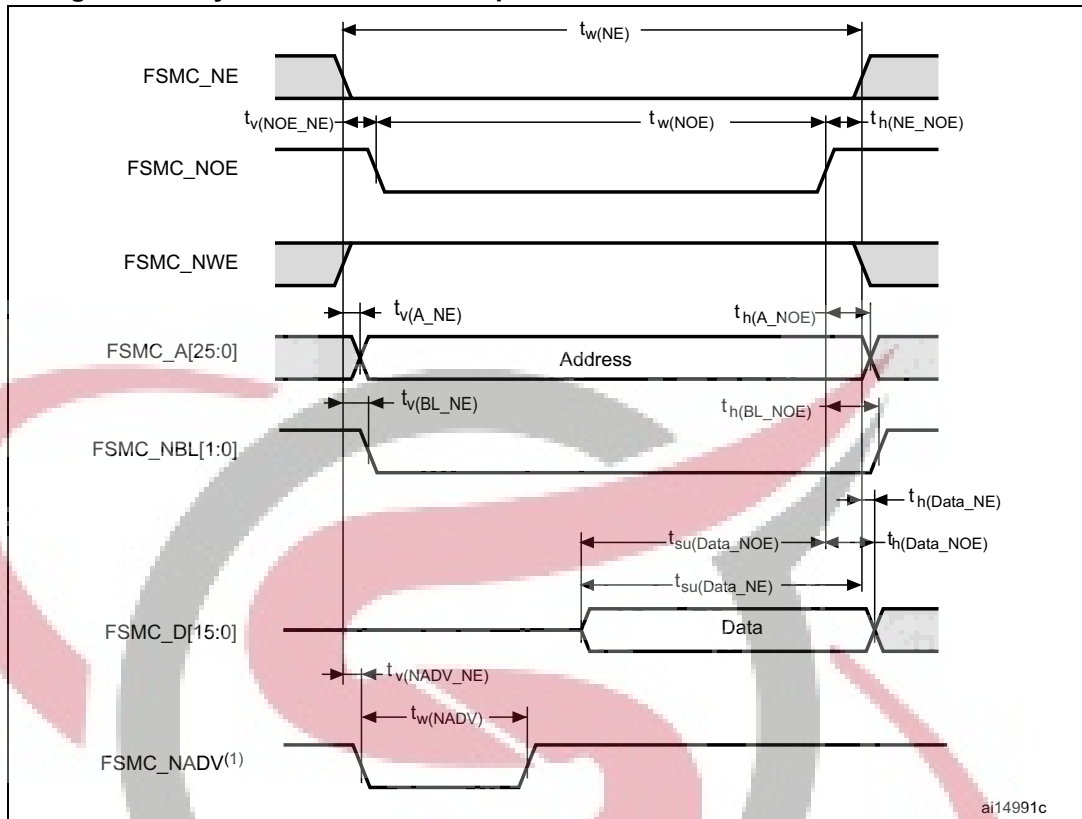 tw(NE)
FSMC_NE
tv(NOE_NE)
tw(NOE)
th(NE_NOE)
FSMC_NOE
FSMC_NWE
tv(A_NE)
th(A_NOE)
FSMC_A[25:0]
Address
tv(BL_NE)
th(BL_NOE)
FSMC_NBL[1:0]
th(Data_NE)
tsu(Data_NOE)
th(Data_NOE)
tsu(Data_NE)
FSMC_D[15:0]
Data
tv(NADV_NE)
tw(NADV)
FSMC_NADV(1)
ai14991c